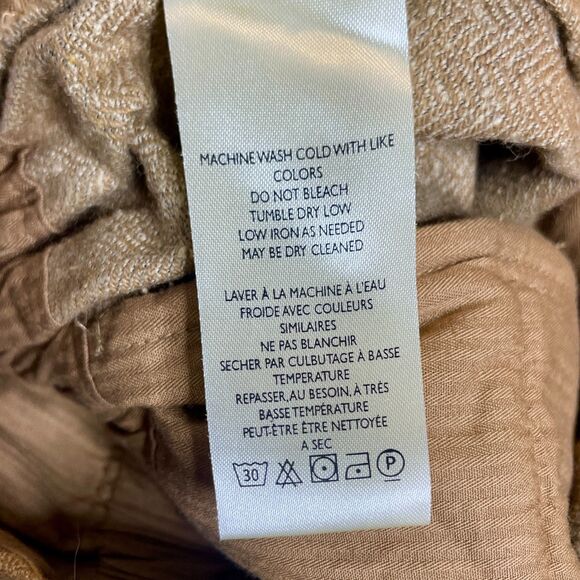 MACHINE WASH COLD WITH LIKE
COLORS
DO NOT BLEACH
TUMBLE DRY LOW
LOW IRON AS NEEDED
MAY BE DRY CLEANED
LAVER À LA MACHINE A L'EAU
FROIDE AVEC COULEURS
SIMILAIRES
NE PAS BLANCHIR
SECHER PAR CULBUTAGE À BASSE
TEMPERATURE
REPASSER, AU BESOIN, À TRÈS
BASSE TEMPÉRATURE
PEUT-ÊTRE ÊTRE NETTOYÉE
A SEC
30 P